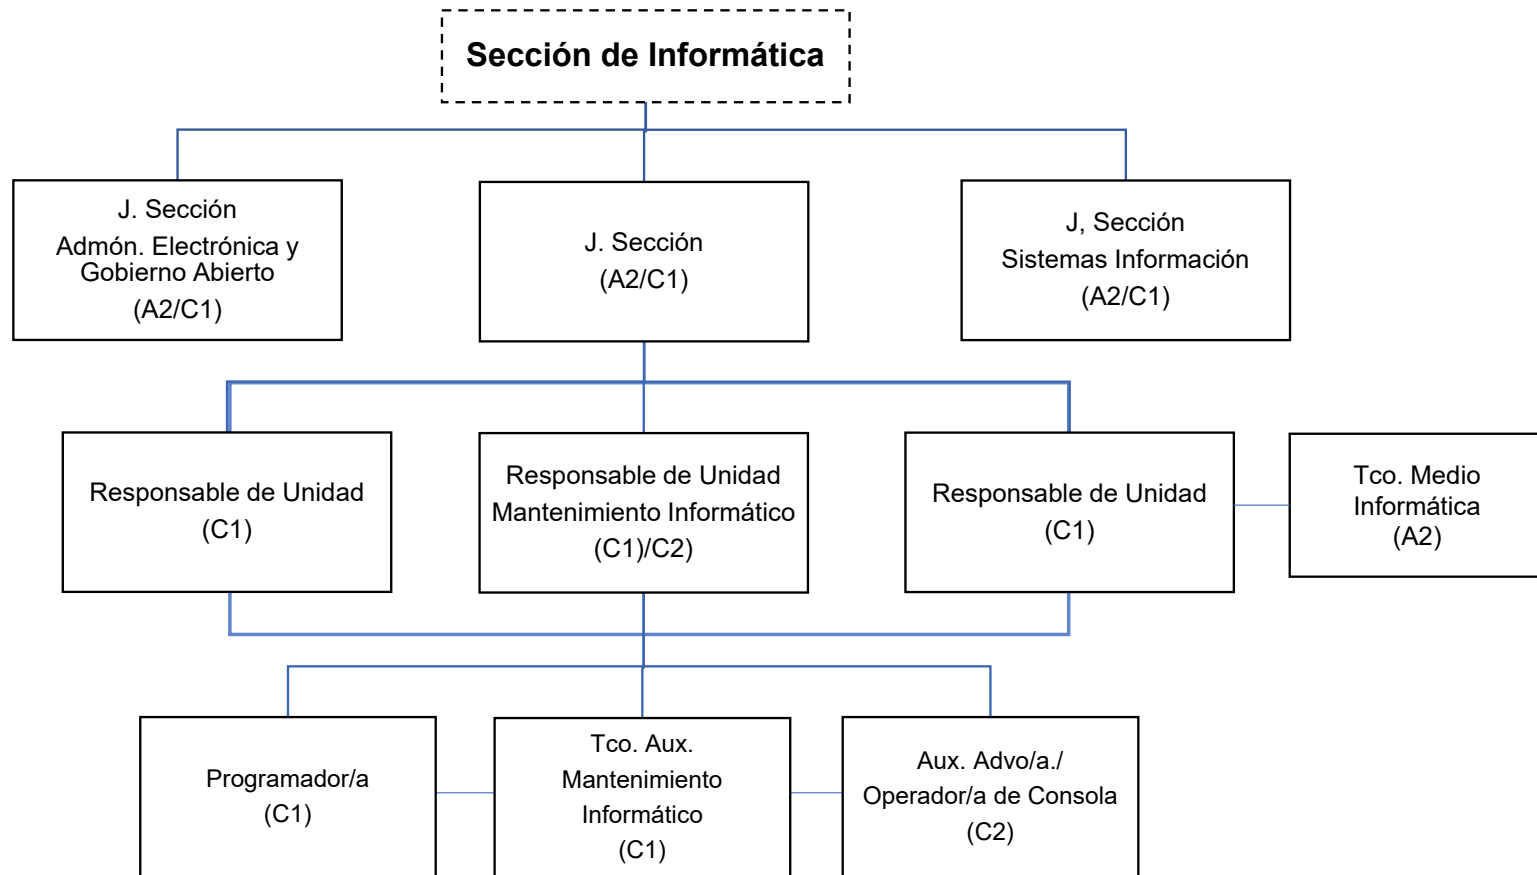 Sección de Informática
J. Sección
Admón. Electrónica y
Gobierno Abierto
(A2/C1)
J. Sección
(A2/C1)
J, Sección
Sistemas Información
(A2/C1)
Responsable de Unidad
(C1)
Responsable de Unidad
Mantenimiento Informático
(C1)/C2)
Responsable de Unidad
(C1)
Tco. Medio
Informática
(A2)
Programador/a
(C1)
Tco. Aux.
Mantenimiento
Informático
(C1)
Aux. Advo/a./
Operador/a de Consola
(C2)